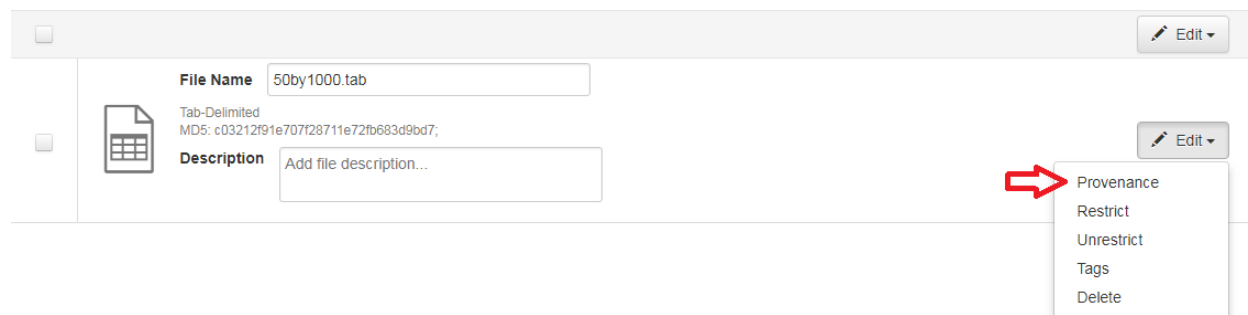 Edit
File Name 50by1000.tab
Tab-Delimited
MD5: c03212f91e707f28711e72fb683d9bd7;
Edit
Description Add file description...
Provenance
Restrict
Unrestrict
Tags
Delete